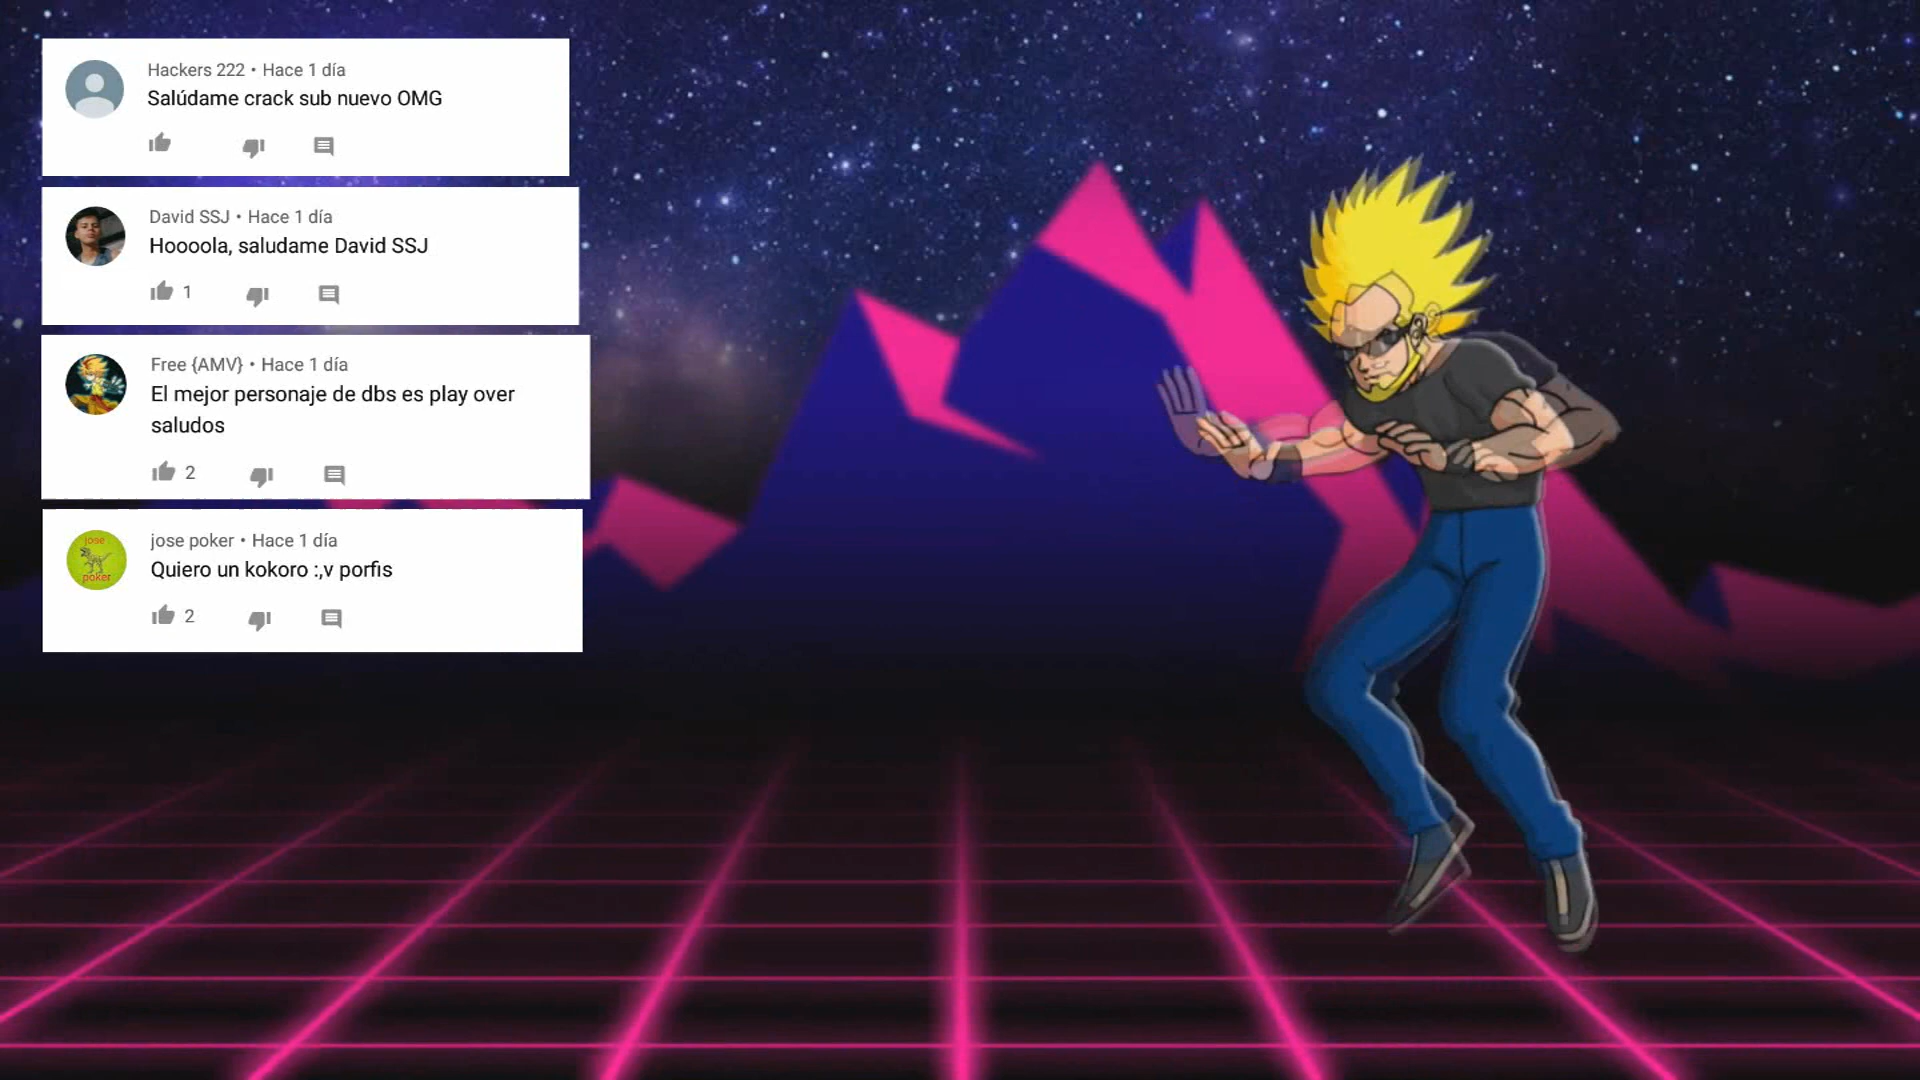 Hackers 222 • Hace 1 día
Salúdame crack sub nuevo OMG
David SSJ • Hace 1 día
Hoooola, saludame David SSJ
1
Free {AMV} • Hace 1 día
El mejor personaje de dbs es play over
saludos
2
jose
poker
jose poker • Hace 1 día
Quiero un kokoro :,v porfis
2